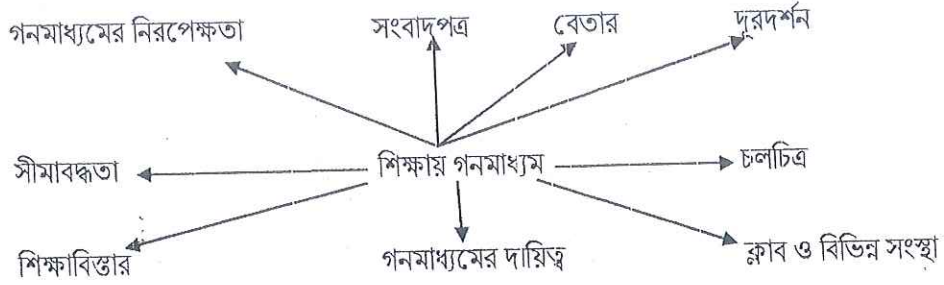 গনমাধ্যমের নিরপেক্ষতা সংবাদপত্র বেতার দূরদর্শন
সীমাবদ্ধতা শিক্ষায় গনমাধ্যম চলচিত্র
শিক্ষাবিস্তার গনমাধ্যমের দায়িত্ব ক্লাব ও বিভিন্ন সংস্থা